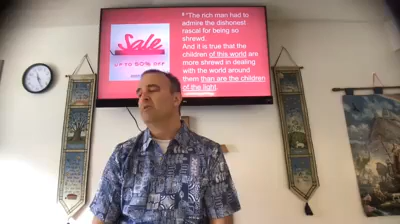 Sale
UP TO 50% OFF
"The rich man had to
admire the dishonest
rascal for being so
shrewd..
And it is true that the
children of this world are
more shrewd in dealing
with the world around
them than are the children
of the light.